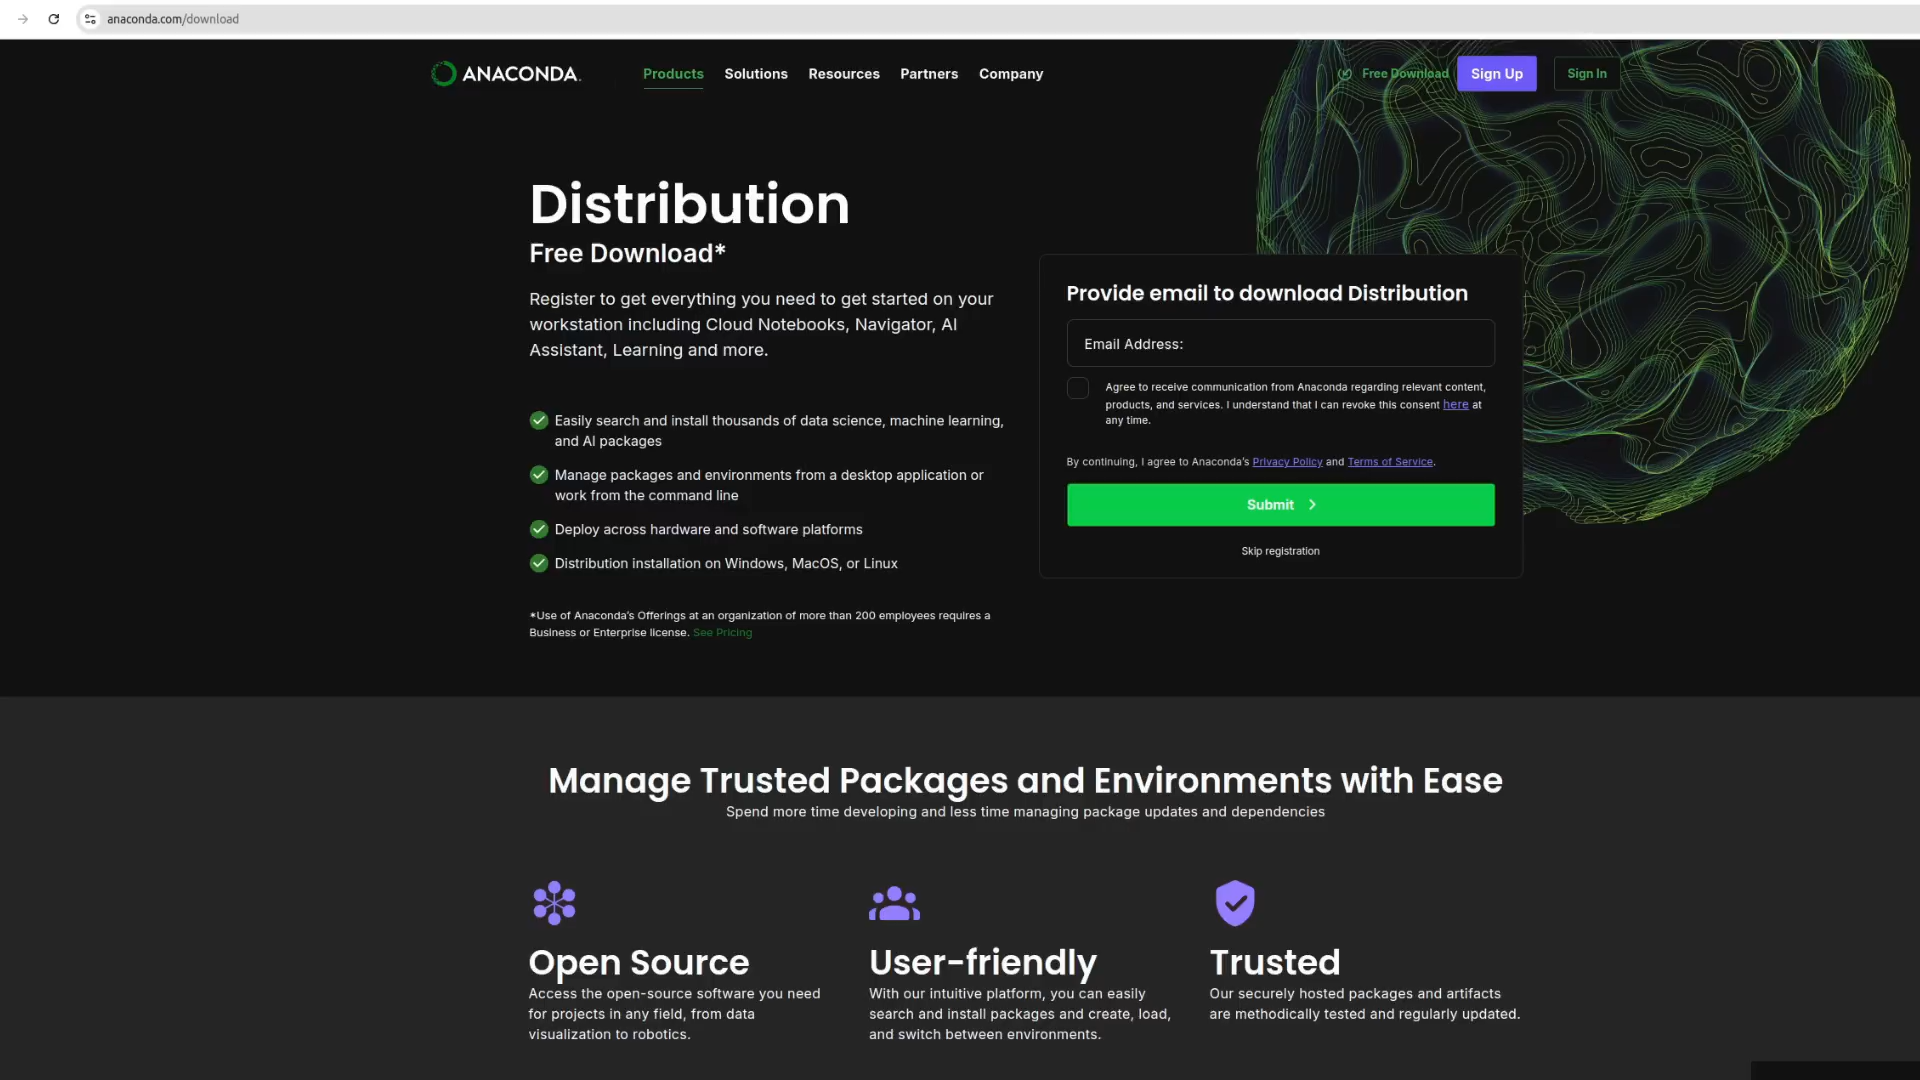 anaconda.com/download
ANACONDA.
Products
Solutions
Resources
Partners
Company
Free Download
Sign Up
Sign In
Distribution
Free Download*
Register to get everything you need to get started on your
workstation including Cloud Notebooks, Navigator, AI
Assistant, Learning and more.
Easily search and install thousands of data science, machine learning,
and AI packages
Manage packages and environments from a desktop application or
work from the command line
Deploy across hardware and software platforms
Distribution installation on Windows, MacOS, or Linux
*Use of Anaconda’s Offerings at an organization of more than 200 employees requires a
Business or Enterprise license. See Pricing
Provide email to download Distribution
Email Address:
Agree to receive communication from Anaconda regarding relevant content,
products, and services. I understand that I can revoke this consent here at
any time.
By continuing, I agree to Anaconda’s Privacy Policy and Terms of Service.
Submit
Skip registration
Manage Trusted Packages and Environments with Ease
Spend more time developing and less time managing package updates and dependencies
Open Source
Access the open-source software you need
for projects in any field, from data
visualization to robotics.
User-friendly
With our intuitive platform, you can easily
search and install packages and create, load,
and switch between environments.
Trusted
Our securely hosted packages and artifacts
are methodically tested and regularly updated.